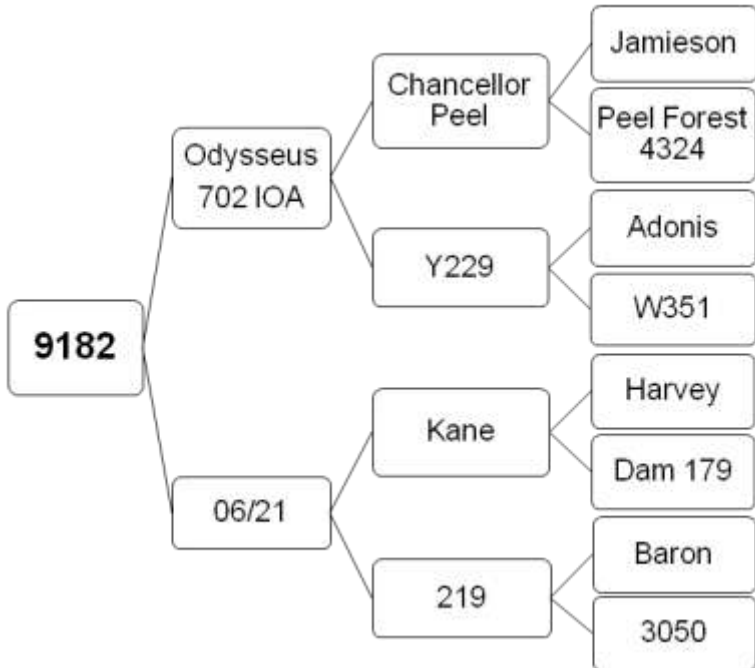 Jamieson
Chancellor
Peel
Peel Forest
4324
Odysseus
702 IOA
Adonis
Y229
W351
9182
Harvey
Kane
Dam 179
06/21
Baron
219
3050